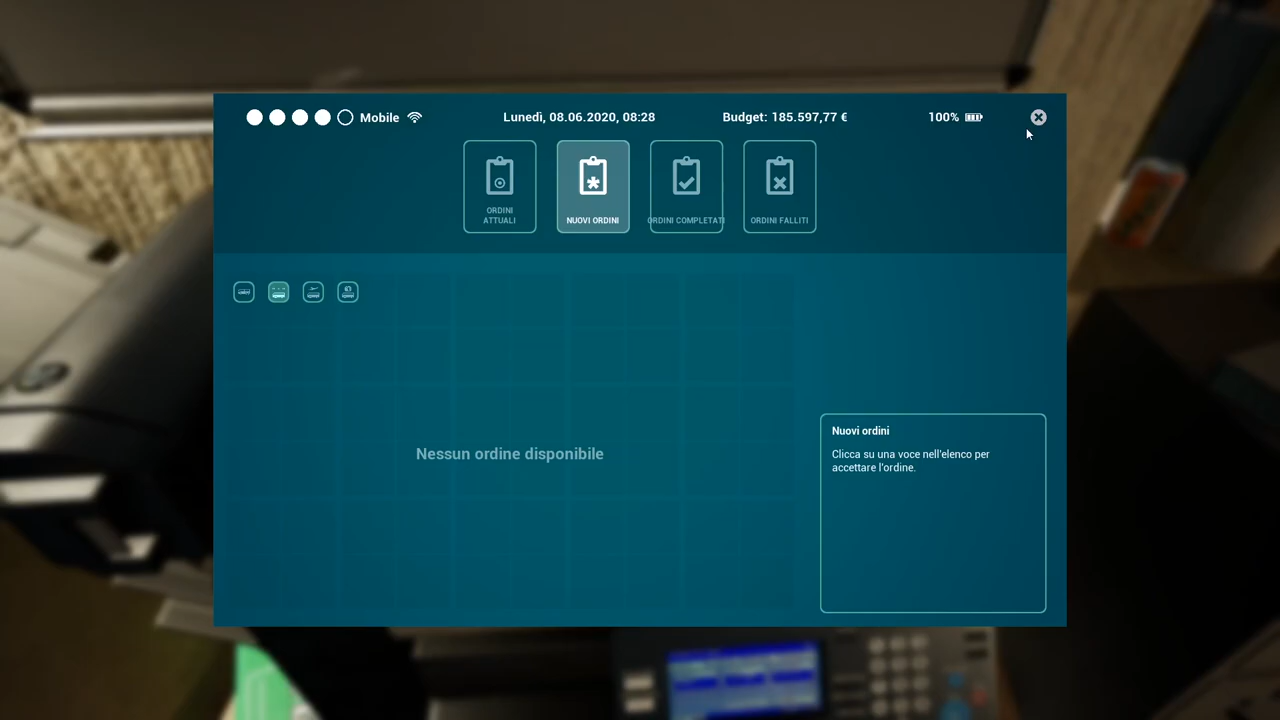 Mobile
Lunedì, 08.06.2020, 08:28
Budget: 185.597,77 €
100%
ORDINI
ATTUALI
NUOVI ORDINI
ORDINI COMPLETATI
ORDINI FALLITI
Nessun ordine disponibile
Nuovi ordini
Clicca su una voce nell'elenco per
accettare l'ordine.